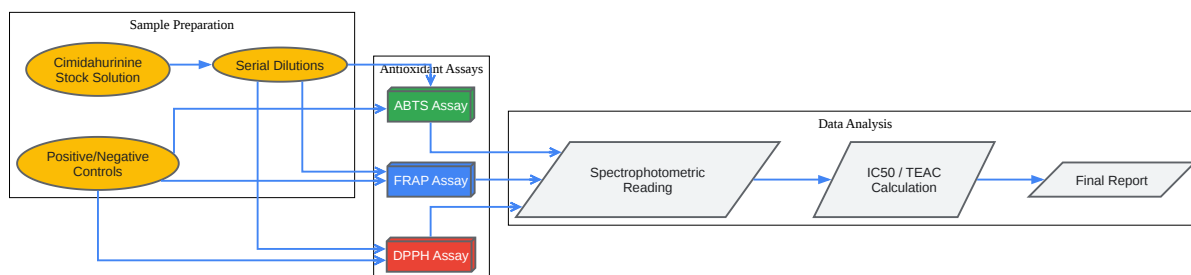 Sample Preparation
Cimidahurinine
Stock Solution
Serial Dilutions
Positive/Negative
Controls
Antioxidant Assays
ABTS Assay
FRAP Assay
DPPH Assay
Data Analysis
Spectrophotometric
Reading
IC50 / TEAC
Calculation
Final Report